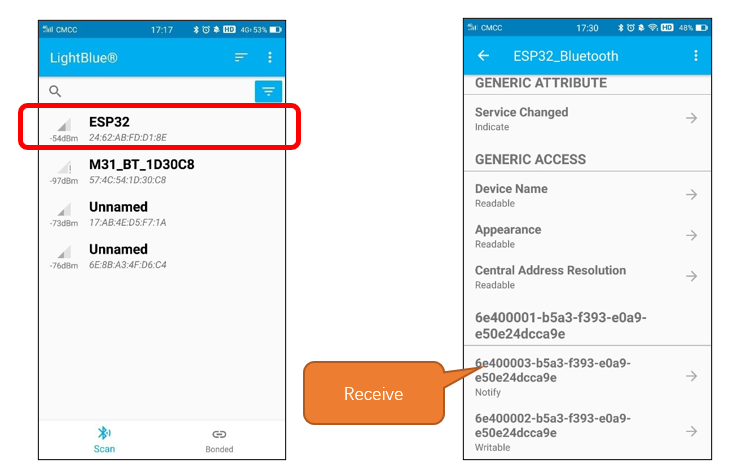 CMCC 17:17 HD 4G 53%
LightBlue®
ESP32
-54dBm 24:62:AB:FD:D1:8E
M31_BT_1D30C8
-97dBm 57:4C:54:1D:30:C8
Unnamed
-73dBm 17:AB:4E:D5:F7:1A
Unnamed
-76dBm 6E:8B:A3:4F:D6:C4
Scan
Bonded
CMCC 17:30 HD 48%
ESP32_Bluetooth
GENERIC ATTRIBUTE
Service Changed
Indicate
GENERIC ACCESS
Device Name
Readable
Appearance
Readable
Central Address Resolution
Readable
6e400001-b5a3-f393-e0a9-
e50e24dcca9e
6e400003-b5a3-f393-e0a9-
e50e24dcca9e
Notify
6e400002-b5a3-f393-e0a9-
e50e24dcca9e
Writable
Receive